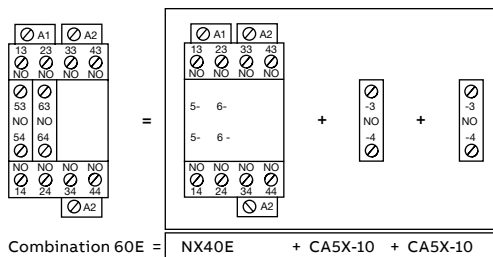 A1 A2 A1 A2
13 23 33 43 13 23 33 43
NO NO NO NO NO NO NO NO
53 63 5- 6- -3 -3
NO NO = + NO + NO
54 64 5- 6 - -4 -4
NO NO NO NO NO NO NO NO
14 24 34 44 14 24 34 44
A2 A2
Combination 60E = NX40E + CA5X-10 + CA5X-10